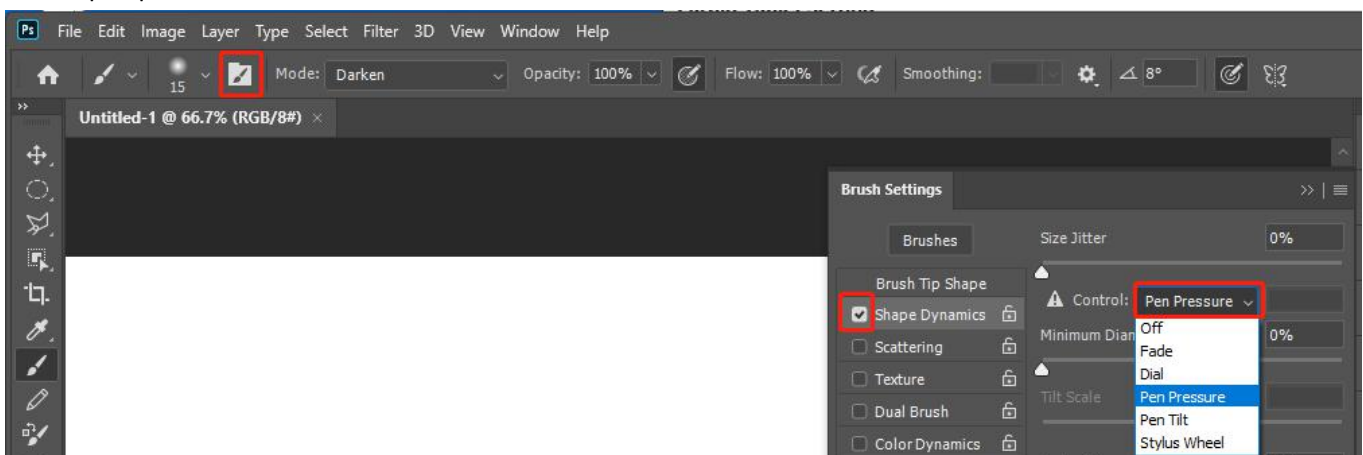 Ps File Edit Image Layer Type Select Filter 3D View Window Help
15 Mode: Darken Opacity: 100% Flow: 100% Smoothing: 8°
Untitled-1 @ 66.7% (RGB/8#) ×
Brush Settings
Brushes Size Jitter 0%
Brush Tip Shape
Shape Dynamics Control: Pen Pressure
Scattering Minimum Diam 0%
Off
Fade
Texture Dial
Tilt Scale Pen Pressure
Dual Brush Pen Tilt
Color Dynamics Stylus Wheel